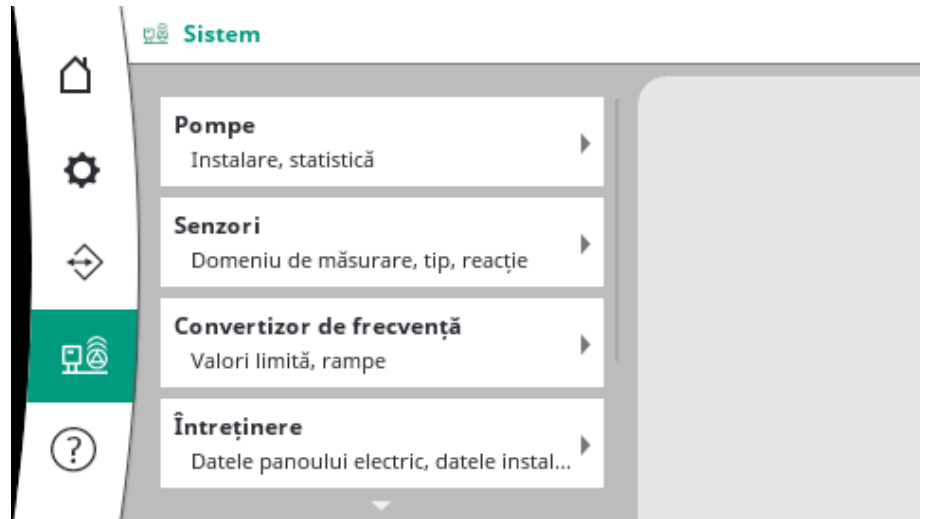 Sistem
Pompe
Instalare, statistică
Senzori
Domeniu de măsurare, tip, reacție
Convertizor de frecvență
Valori limită, rampe
Întreținere
Datele panoului electric, datele instal...
?